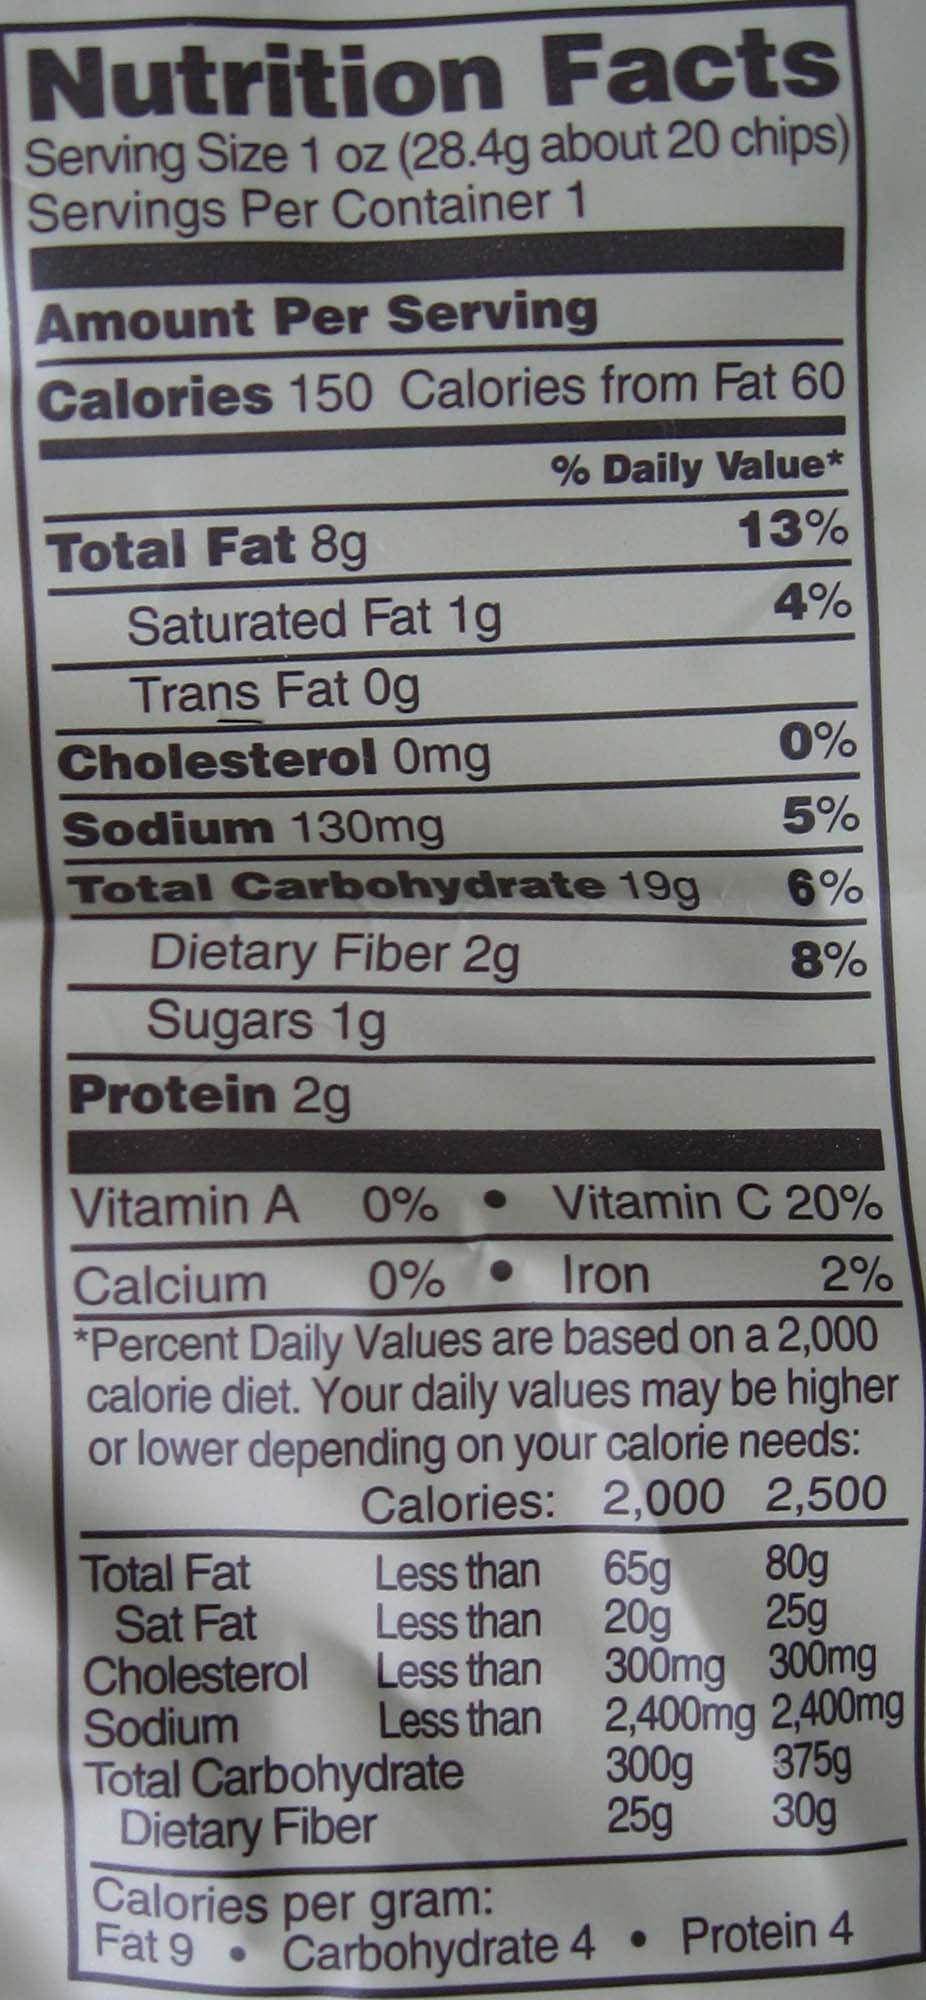 Nutrition Facts
Serving Size 1 oz (28.4g about 20 chips)
Servings Per Container 1
Amount Per Serving
Calories 150 Calories from Fat 60
% Daily Value*
Total Fat 8g 13%
Saturated Fat 1g 4%
Trans Fat 0g
Cholesterol 0mg 0%
Sodium 130mg 5%
Total Carbohydrate 19g 6%
Dietary Fiber 2g 8%
Sugars 1g
Protein 2g
Vitamin A 0% • Vitamin C 20%
Calcium 0% • Iron 2%
*Percent Daily Values are based on a 2,000
calorie diet. Your daily values may be higher
or lower depending on your calorie needs:
Calories: 2,000 2,500
Total Fat Less than 65g 80g
Sat Fat Less than 20g 25g
Cholesterol Less than 300mg 300mg
Sodium Less than 2,400mg 2,400mg
Total Carbohydrate 300g 375g
Dietary Fiber 25g 30g
Calories per gram:
Fat 9 • Carbohydrate 4 • Protein 4